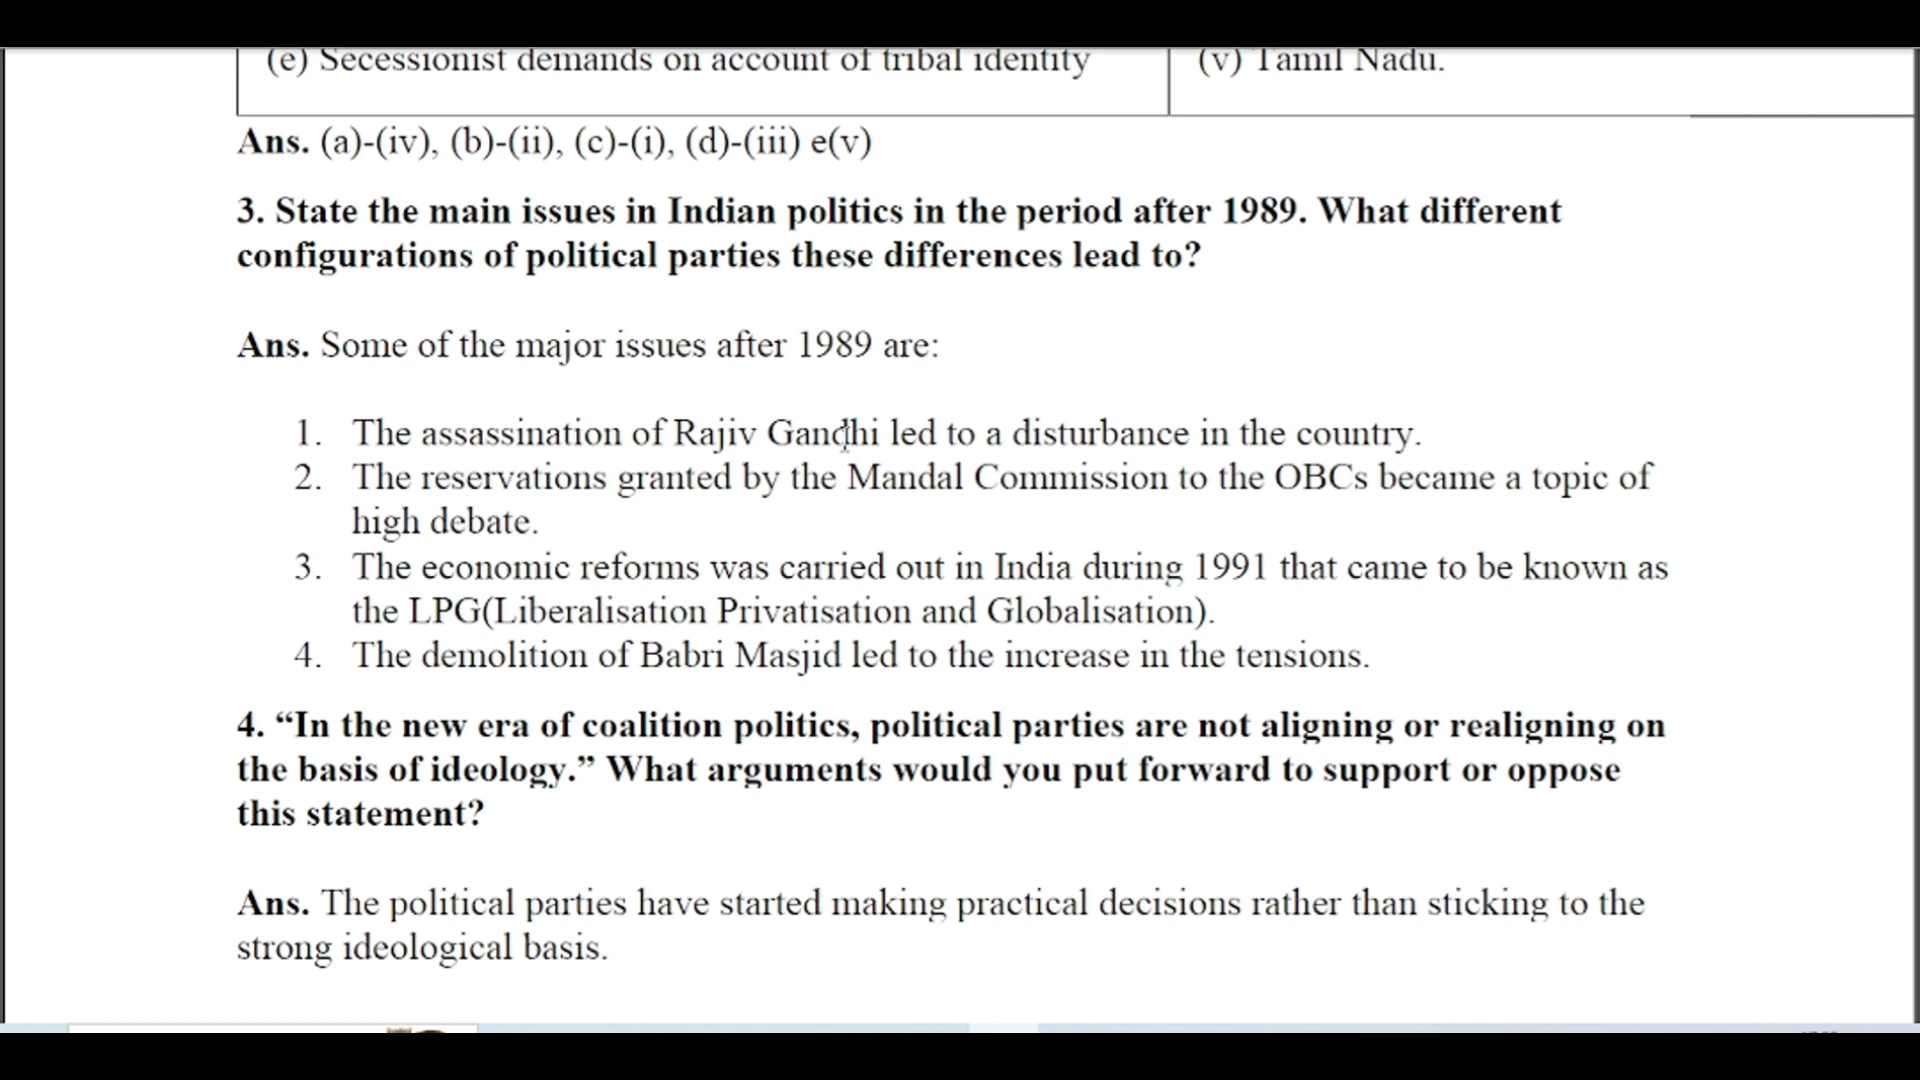 (e) Secessionist demands on account of tribal identity
(v) Tamil Nadu.
Ans. (a)-(iv), (b)-(ii), (c)-(i), (d)-(iii) e(v)
3. State the main issues in Indian politics in the period after 1989. What different
configurations of political parties these differences lead to?
Ans. Some of the major issues after 1989 are:
1. The assassination of Rajiv Gandhi led to a disturbance in the country.
2. The reservations granted by the Mandal Commission to the OBCs became a topic of
high debate.
3. The economic reforms was carried out in India during 1991 that came to be known as
the LPG(Liberalisation Privatisation and Globalisation).
4. The demolition of Babri Masjid led to the increase in the tensions.
4. “In the new era of coalition politics, political parties are not aligning or realigning on
the basis of ideology.” What arguments would you put forward to support or oppose
this statement?
Ans. The political parties have started making practical decisions rather than sticking to the
strong ideological basis.